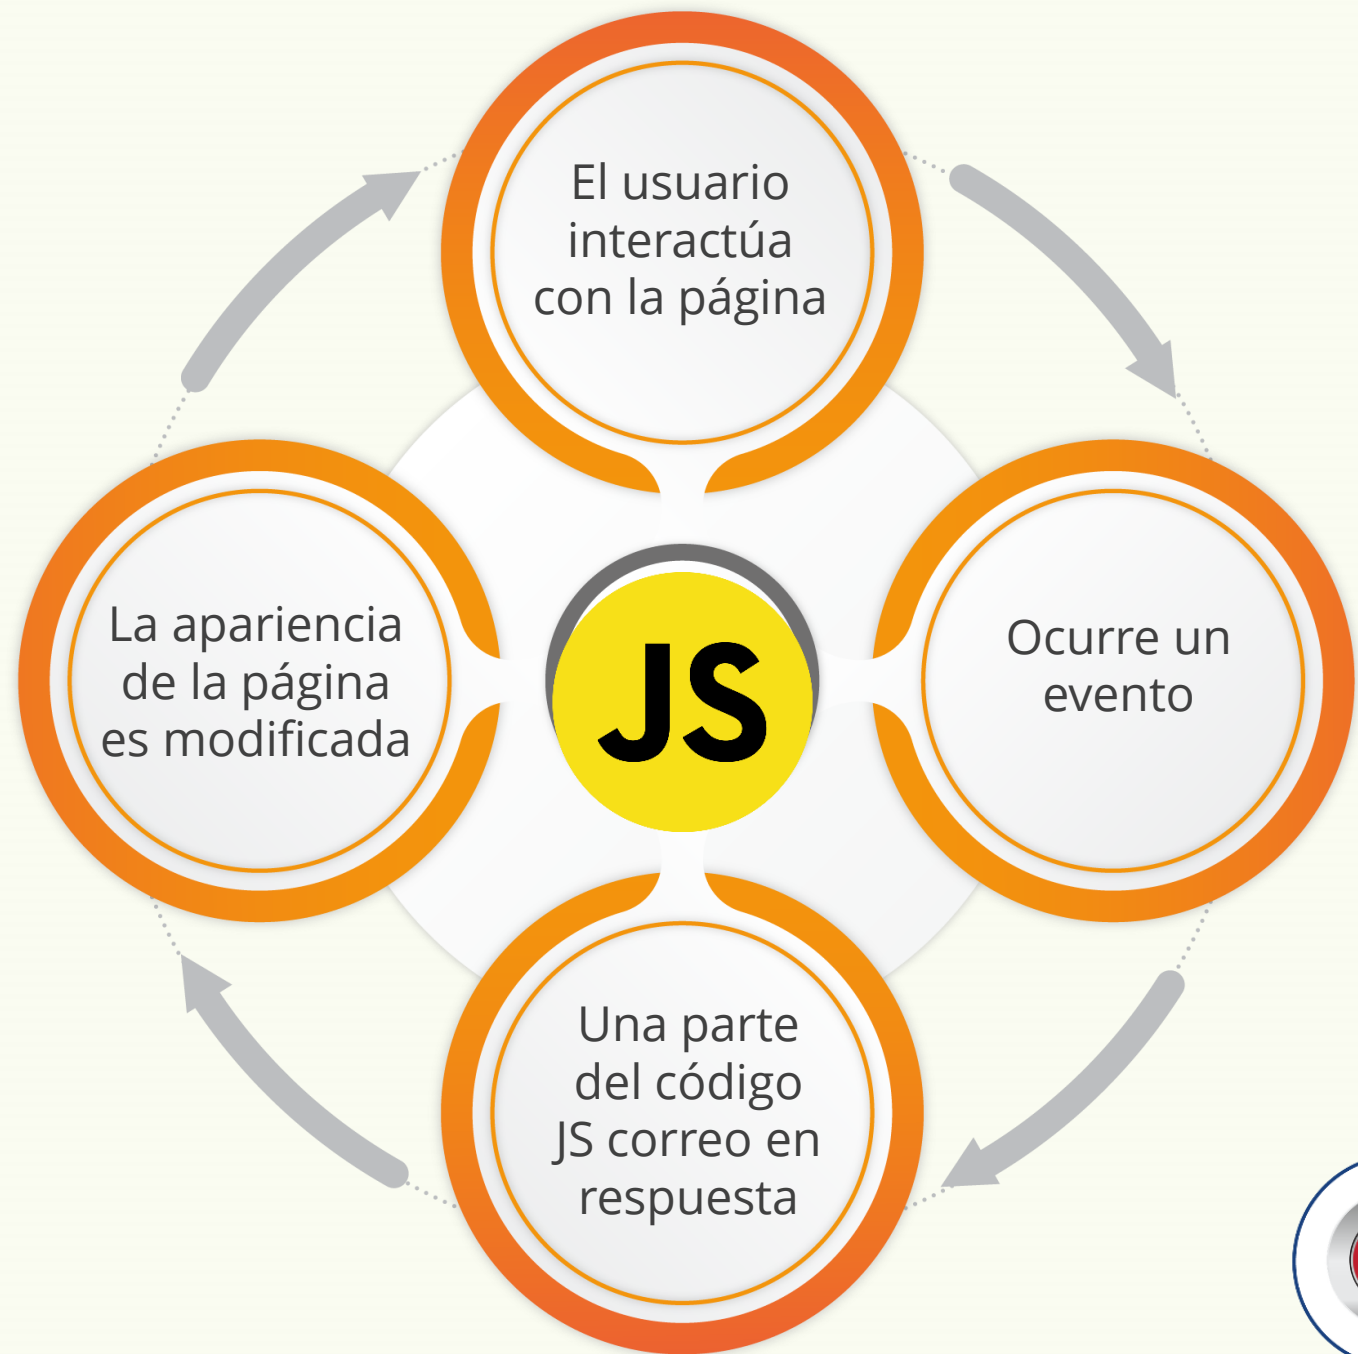 El usuario
interactúa
con la página
Ocurre un
evento
Una parte
del código
JS correo en
respuesta
La apariencia
de la página
es modificada
JS